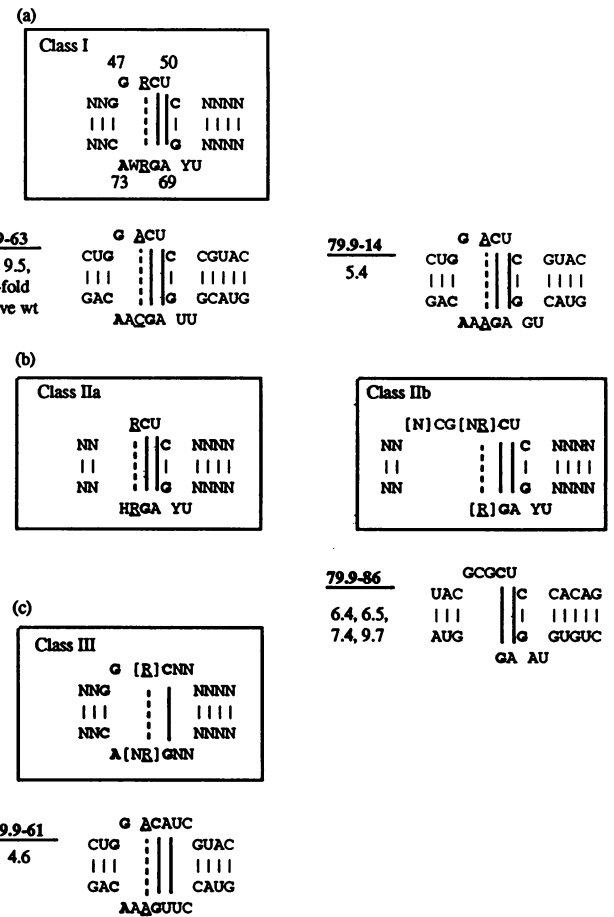 (a)
Class I
47 50
G RCU
NNG C NNNN
NNC G NNNN
AWRGA YU
73 69
9-63
9.5,
-fold
ve wt
G ACU
CUG C CGUAC
GAC G GCAUG
AACGA UU
79.9-14
5.4
G ACU
CUG C GUAC
GAC G CAUG
AAAGA GU
(b)
Class IIa
RCU
NN C NNNN
NN G NNNN
HRGA YU
Class IIb
[N]CG[NR]CU
NN C NNNN
NN G NNNN
[R]GA YU
79.9-86
6.4, 6.5,
7.4, 9.7
GCGCU
UAC C CACAG
AUG G GUGUC
GA AU
(c)
Class III
G [R]CNN
NNG NNNN
NNC NNNN
A[NR]GNN
9.9-61
4.6
G ACAUC
CUG GUAC
GAC CAUG
AAAGUUC